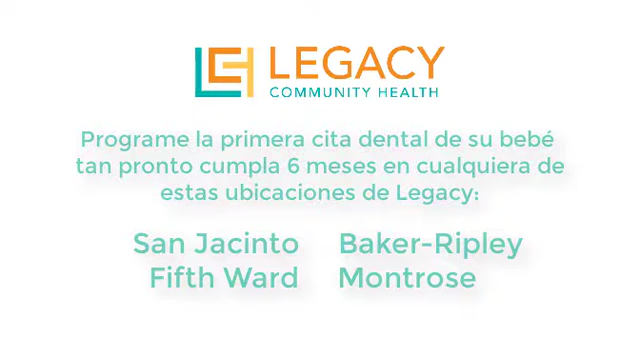 LEGACY
COMMUNITY HEALTH
Programe la primera cita dental de su bebé
tan pronto cumpla 6 meses en cualquiera de
estas ubicaciones de Legacy:
San Jacinto Baker-Ripley
Fifth Ward Montrose